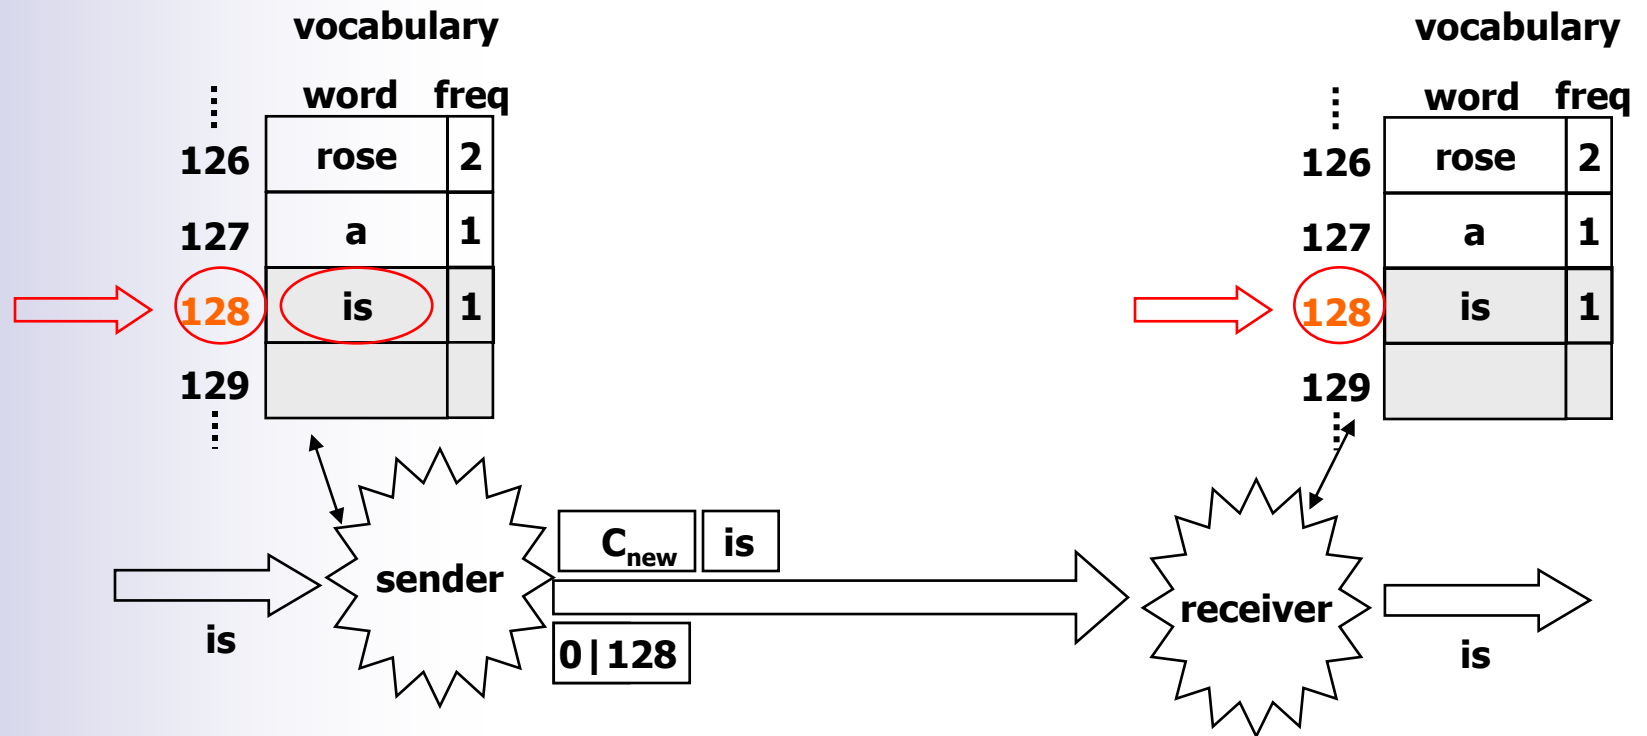 vocabulary
word freq
126 rose 2
127 a 1
128 is 1
129
vocabulary
word freq
126 rose 2
127 a 1
128 is 1
129
is
sender
Cnew is
0|128
receiver
is